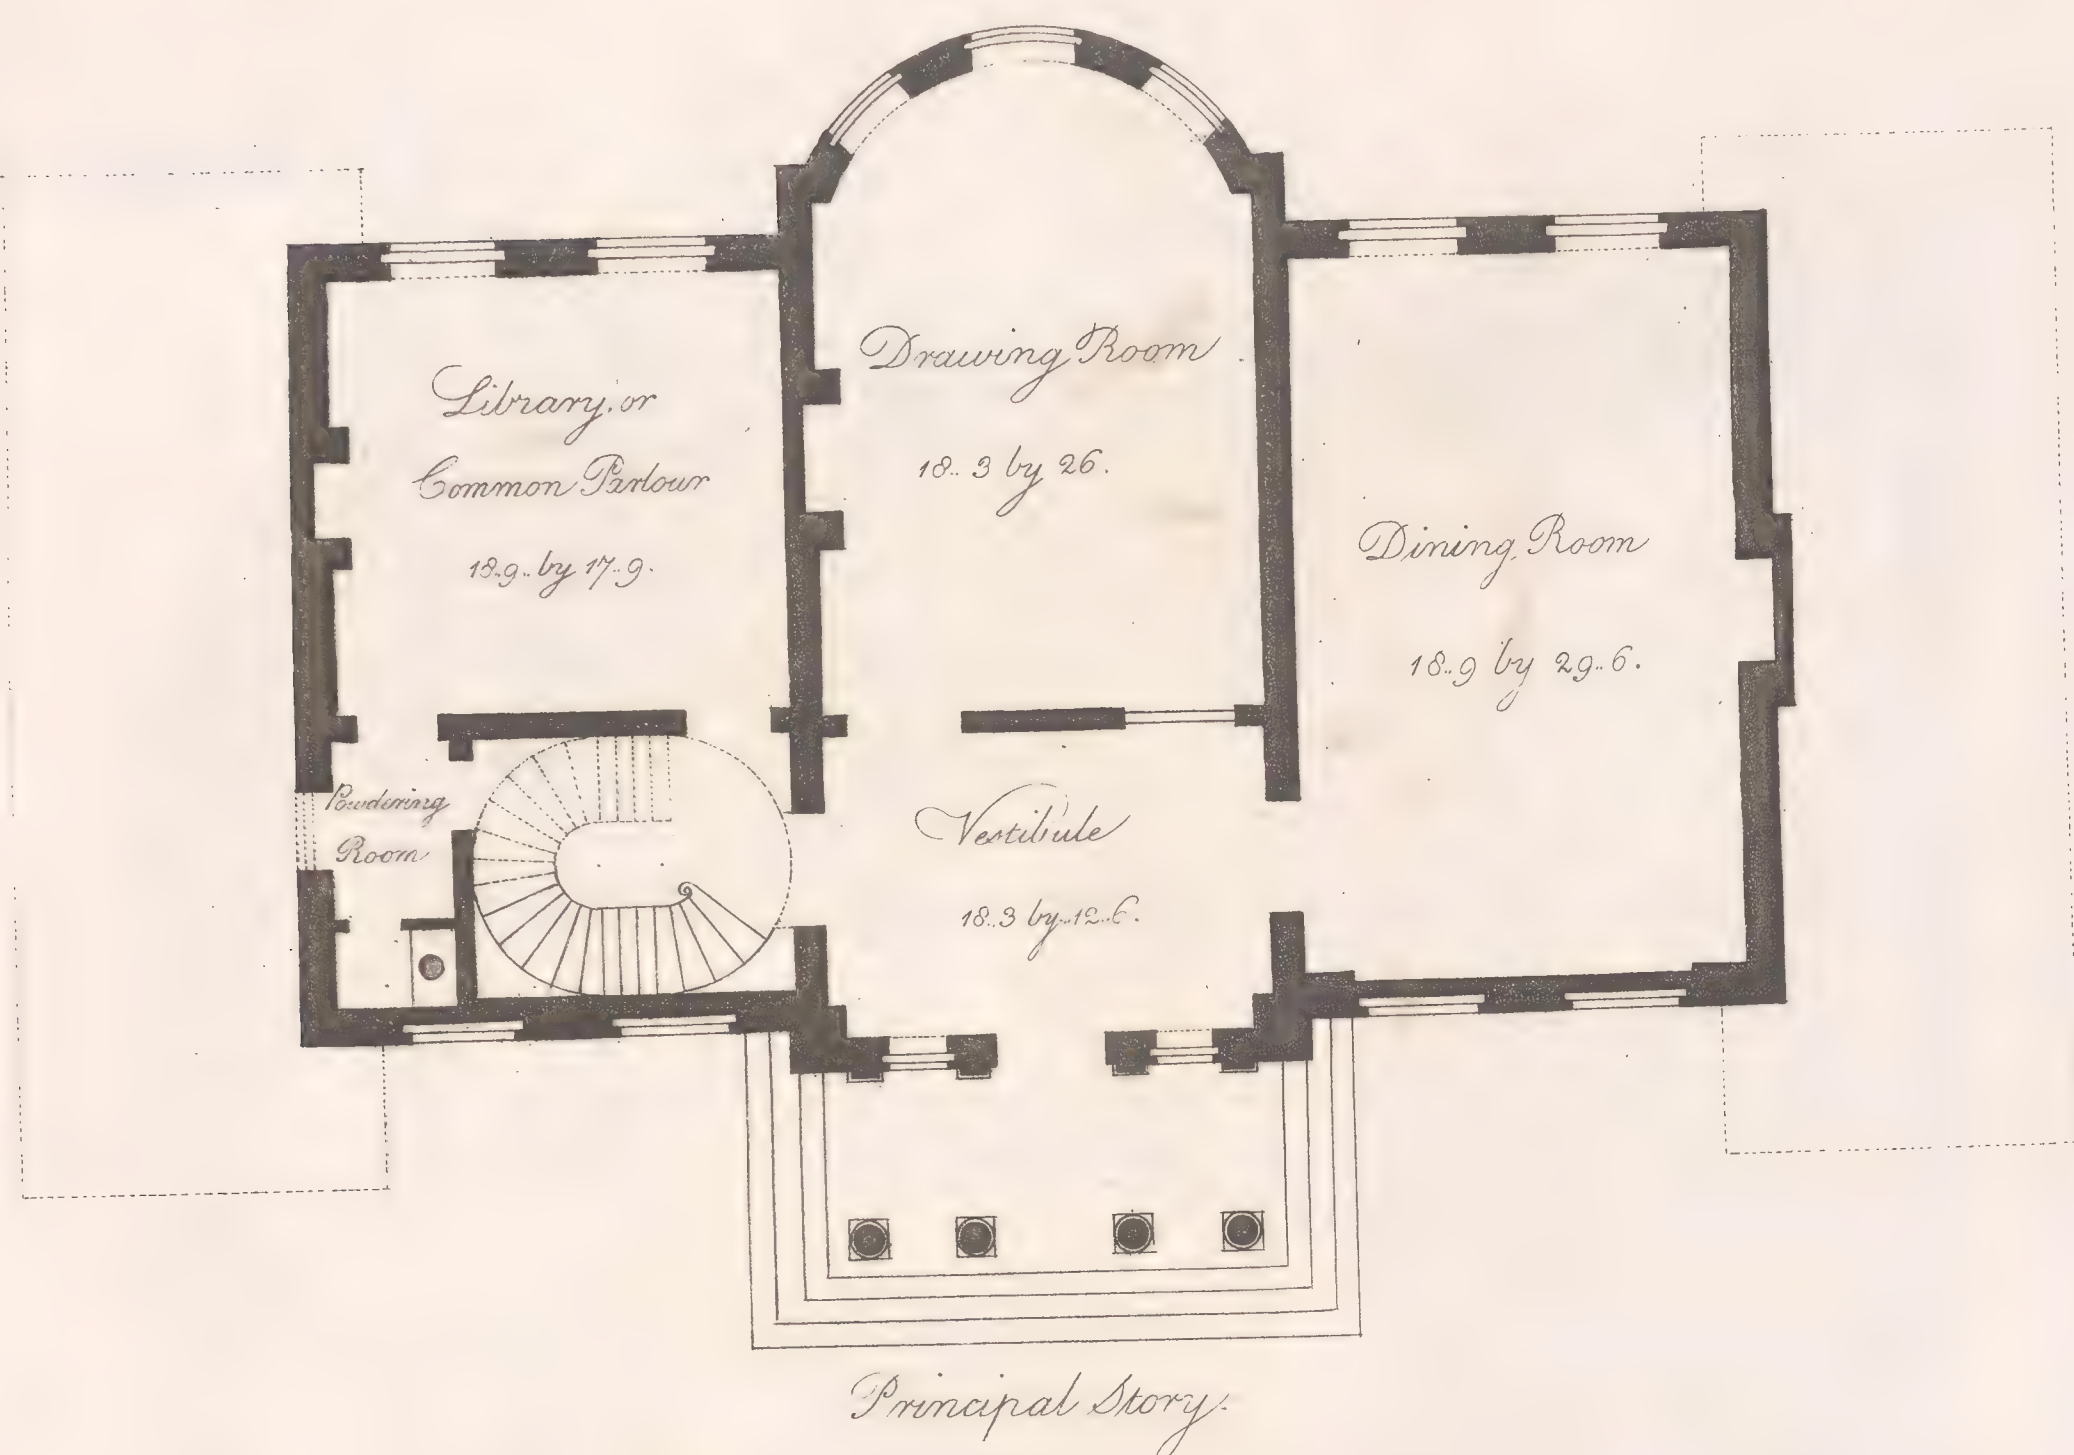 Drawing Room
18..3 by 26.
Library, or
Common Parlour
18..9.. by 17..9.
Dining Room
18..9 by 29..6.
Powdering
Room
Vestibule
18..3 by..12..6.
Principal Story.